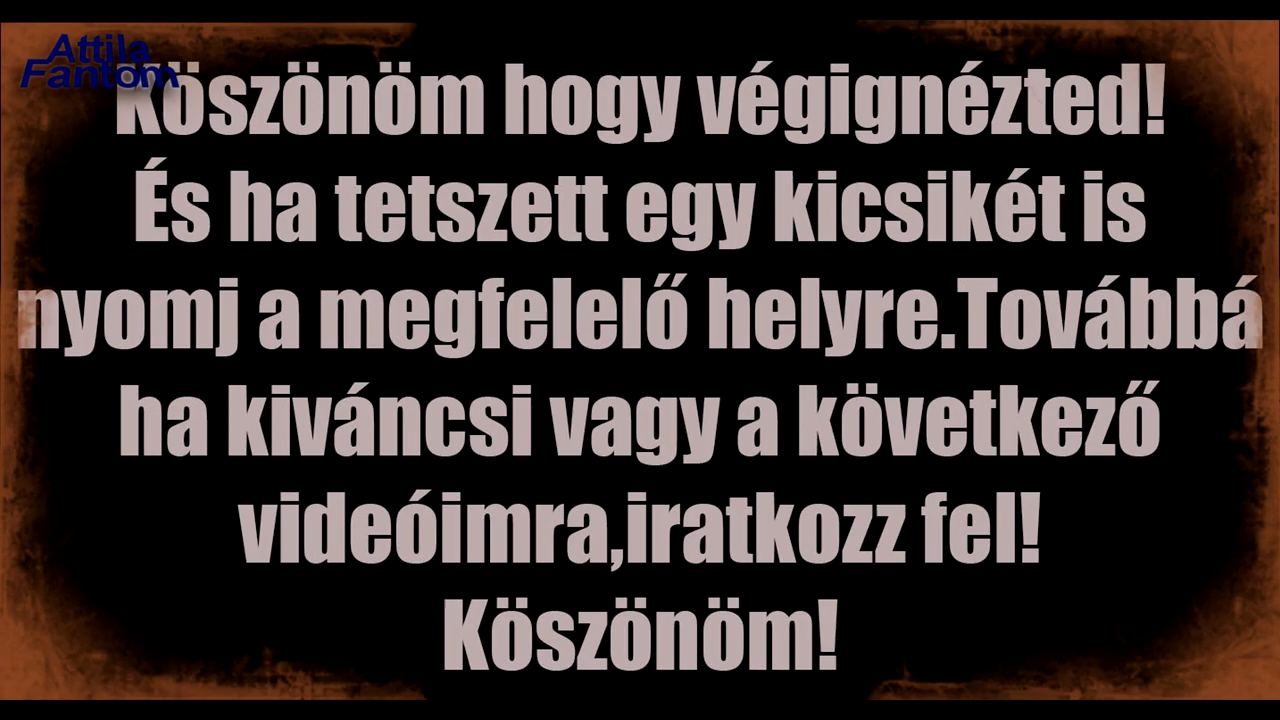 Attila
Fantom
Köszönöm hogy végignézted!
És ha tetszett egy kicsikét is
nyomj a megfelelő helyre.Továbbá
ha kiváncsi vagy a következő
videóimra,iratkozz fel!
Köszönöm!